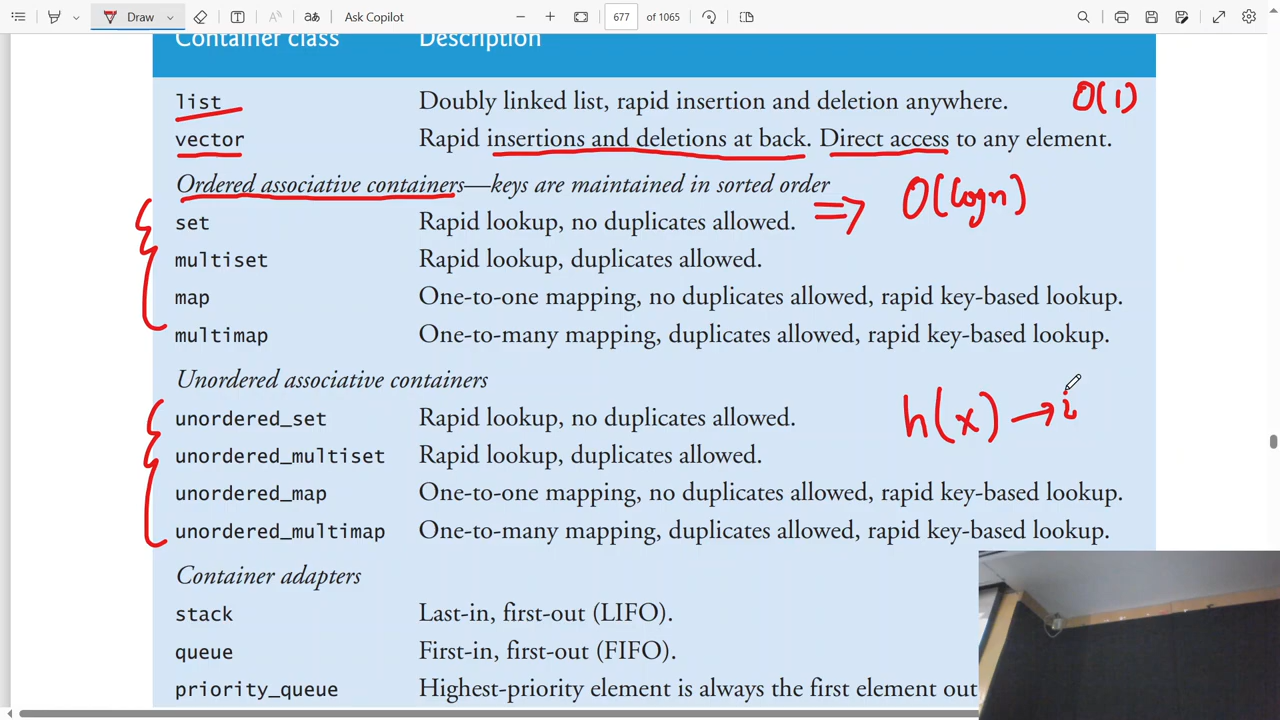 Draw
Ask Copilot
677 of 1065
Container class Description
list Doubly linked list, rapid insertion and deletion anywhere. O(1)
vector Rapid insertions and deletions at back. Direct access to any element.
Ordered associative containers—keys are maintained in sorted order
⇒ O(log n)
set Rapid lookup, no duplicates allowed.
multiset Rapid lookup, duplicates allowed.
map One-to-one mapping, no duplicates allowed, rapid key-based lookup.
multimap One-to-many mapping, duplicates allowed, rapid key-based lookup.
Unordered associative containers
h(x) → i
unordered_set Rapid lookup, no duplicates allowed.
unordered_multiset Rapid lookup, duplicates allowed.
unordered_map One-to-one mapping, no duplicates allowed, rapid key-based lookup.
unordered_multimap One-to-many mapping, duplicates allowed, rapid key-based lookup.
Container adapters
stack Last-in, first-out (LIFO).
queue First-in, first-out (FIFO).
priority_queue Highest-priority element is always the first element out